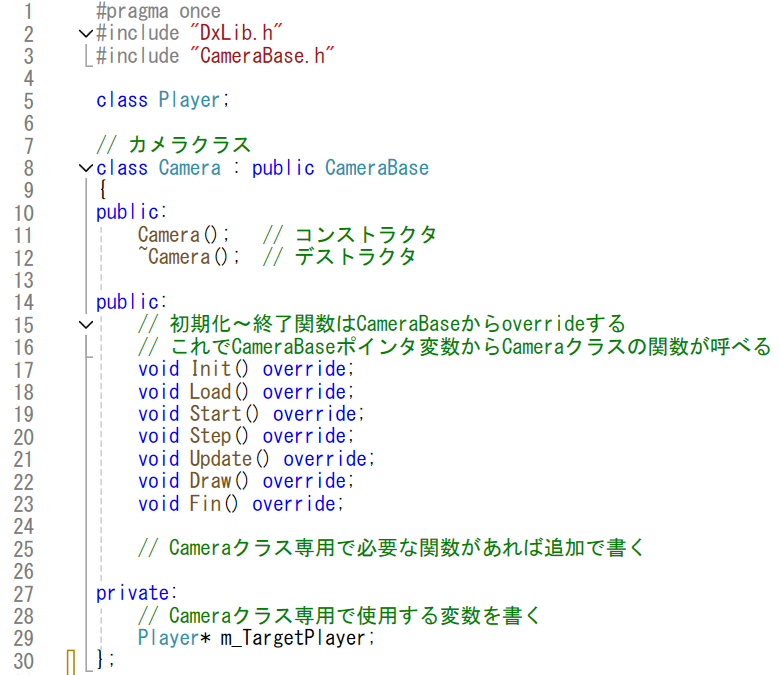 1 #pragma once
2 #include "DxLib.h"
3 #include "CameraBase.h"
4
5 class Player;
6
7 // カメラクラス
8 class Camera : public CameraBase
9 {
10 public:
11 Camera(); // コンストラクタ
12 ~Camera(); // デストラクタ
13
14 public:
15 // 初期化～終了関数はCameraBaseからoverrideする
16 // これでCameraBaseポインタ変数からCameraクラスの関数が呼べる
17 void Init() override;
18 void Load() override;
19 void Start() override;
20 void Step() override;
21 void Update() override;
22 void Draw() override;
23 void Fin() override;
24
25 // Cameraクラス専用で必要な関数があれば追加で書く
26
27 private:
28 // Cameraクラス専用で使用する変数を書く
29 Player* m_TargetPlayer;
30 };